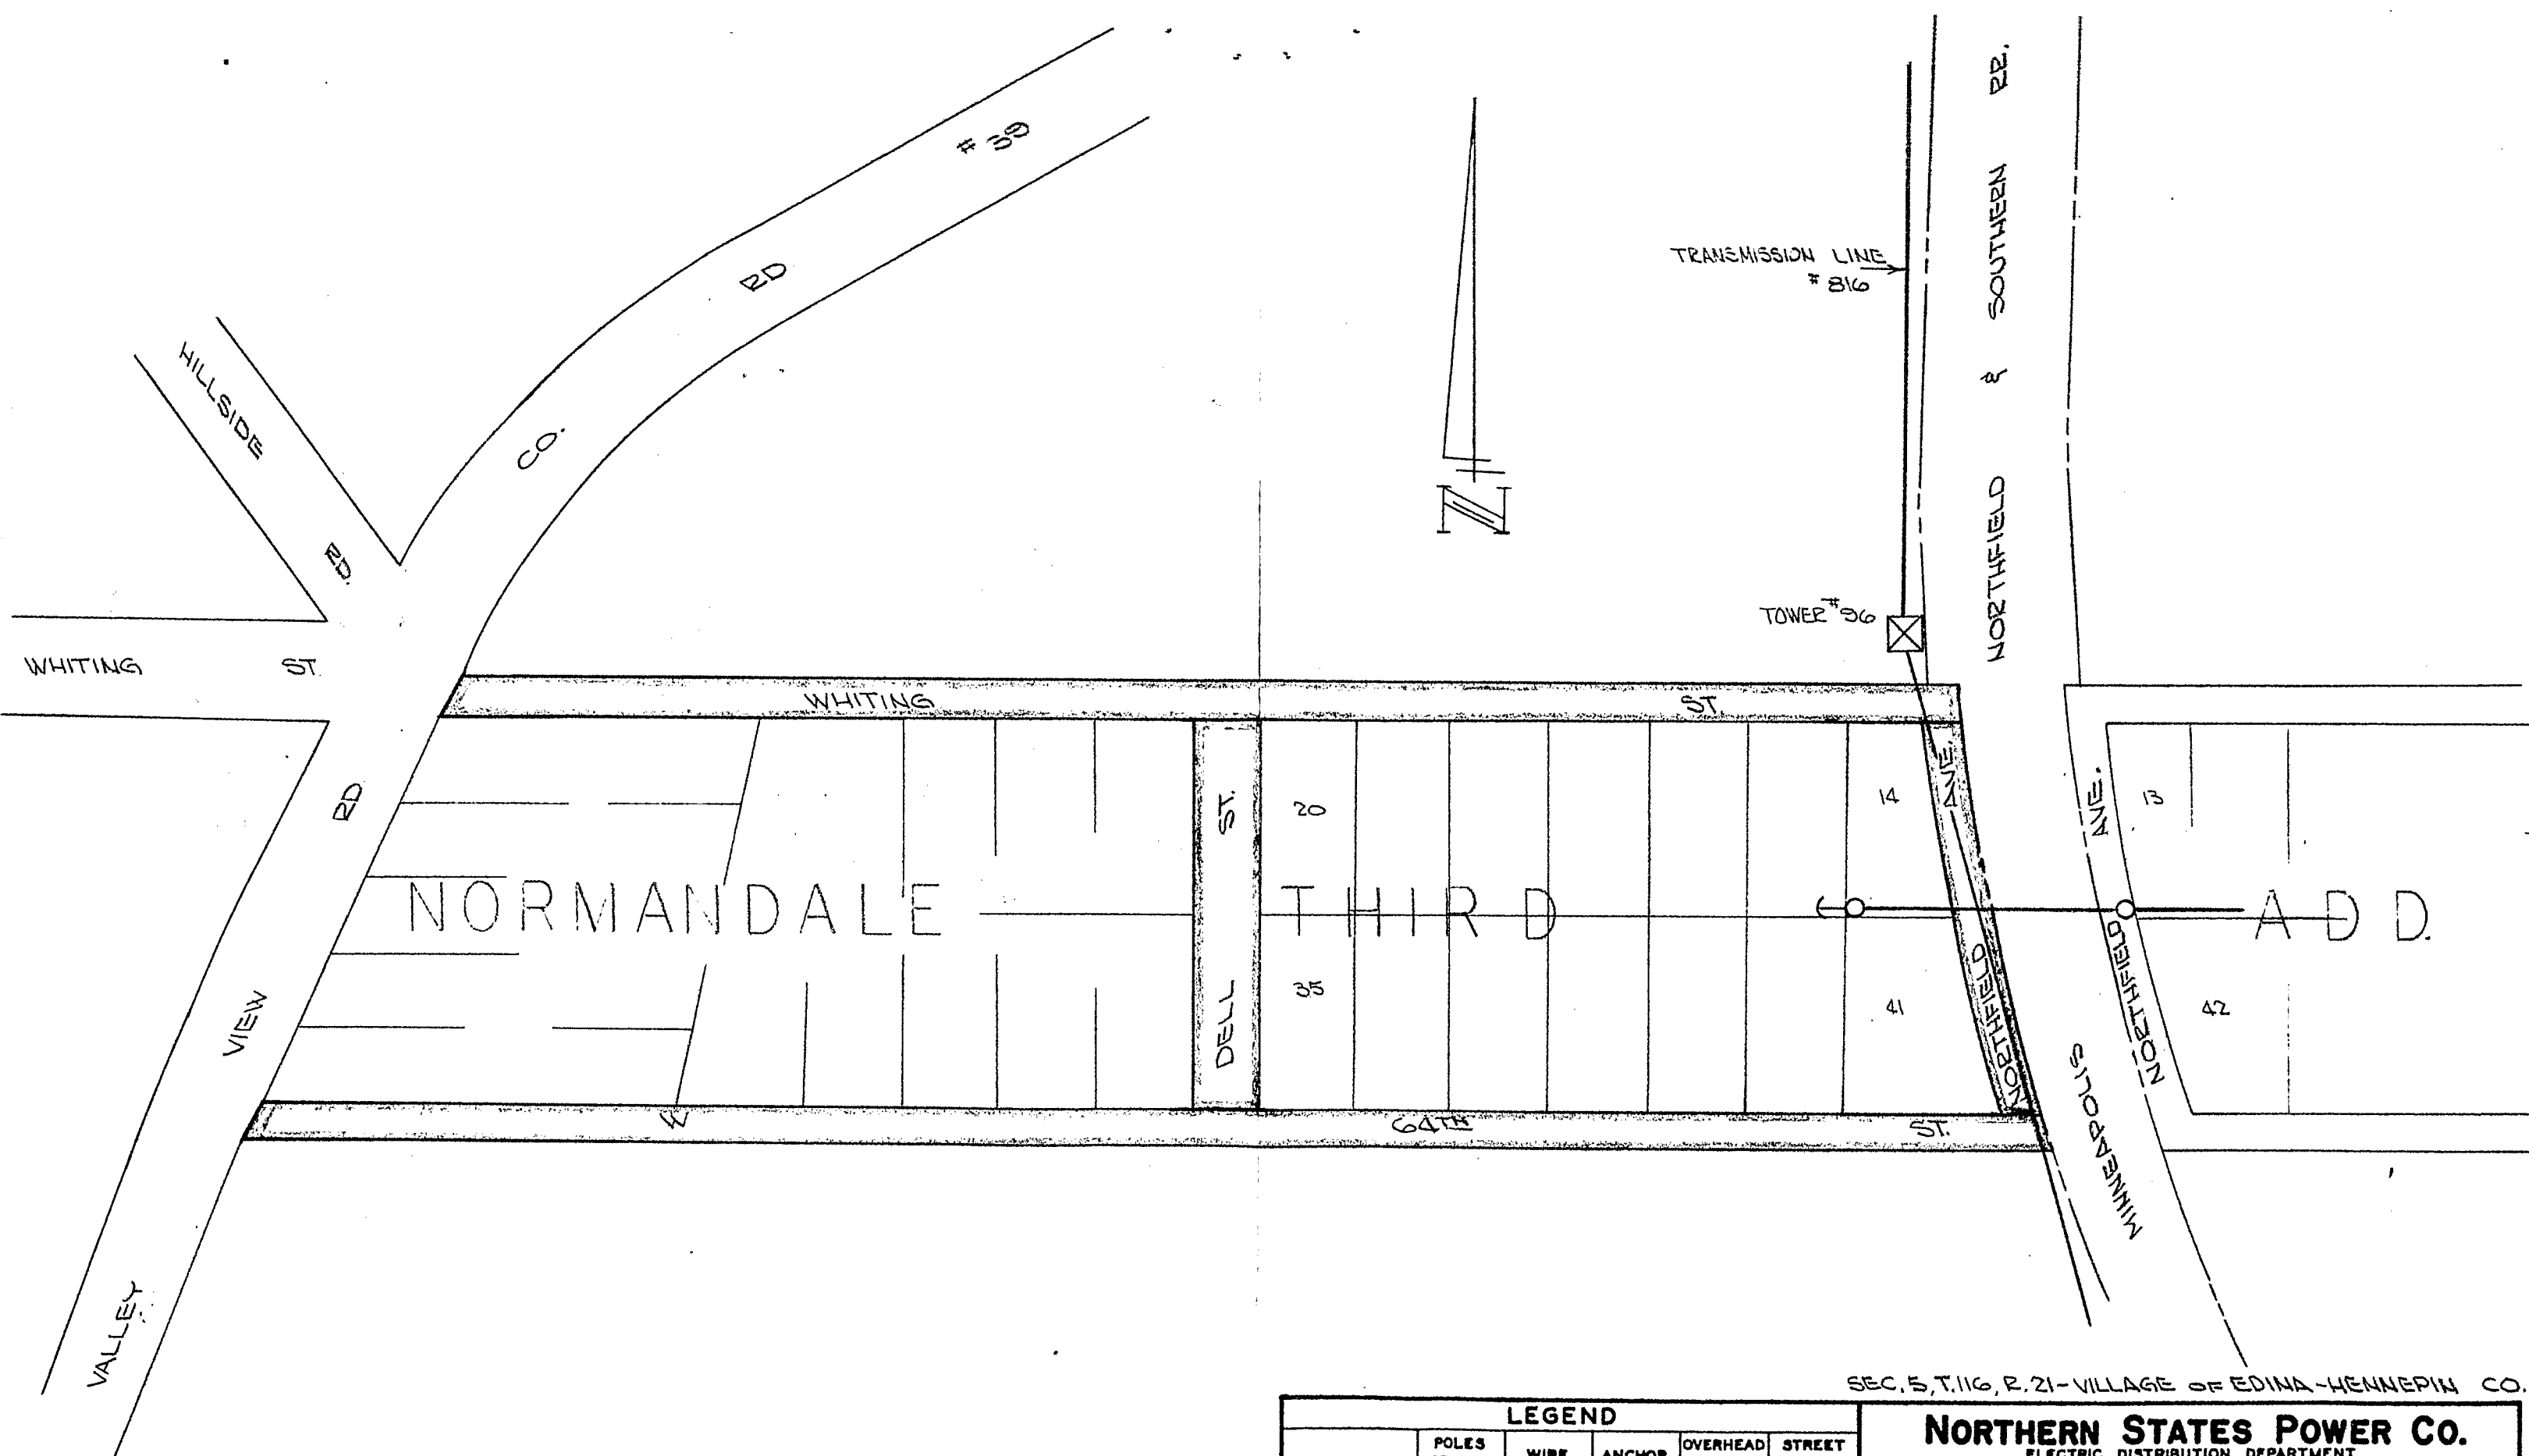 # 39
RD
CO.
HILLSIDE RD.
WHITING ST.
TRANSMISSION LINE
# 816
N
TOWER #96
MINNEAPOLIS NORTHFIELD & SOUTHERN RR.
WHITING ST.
VALLEY VIEW RD
DELL ST.
20
14
13
35
41
42
NORTHFIELD AVE.
NORTHFIELD AVE.
NORMANDALE THIRD ADD.
W 64TH ST.
SEC. 5, T. 116, R. 21 - VILLAGE OF EDINA - HENNEPIN CO.
LEGEND
POLES WIRE ANCHOR OVERHEAD STREET
NORTHERN STATES POWER CO.
ELECTRIC DISTRIBUTION DEPARTMENT